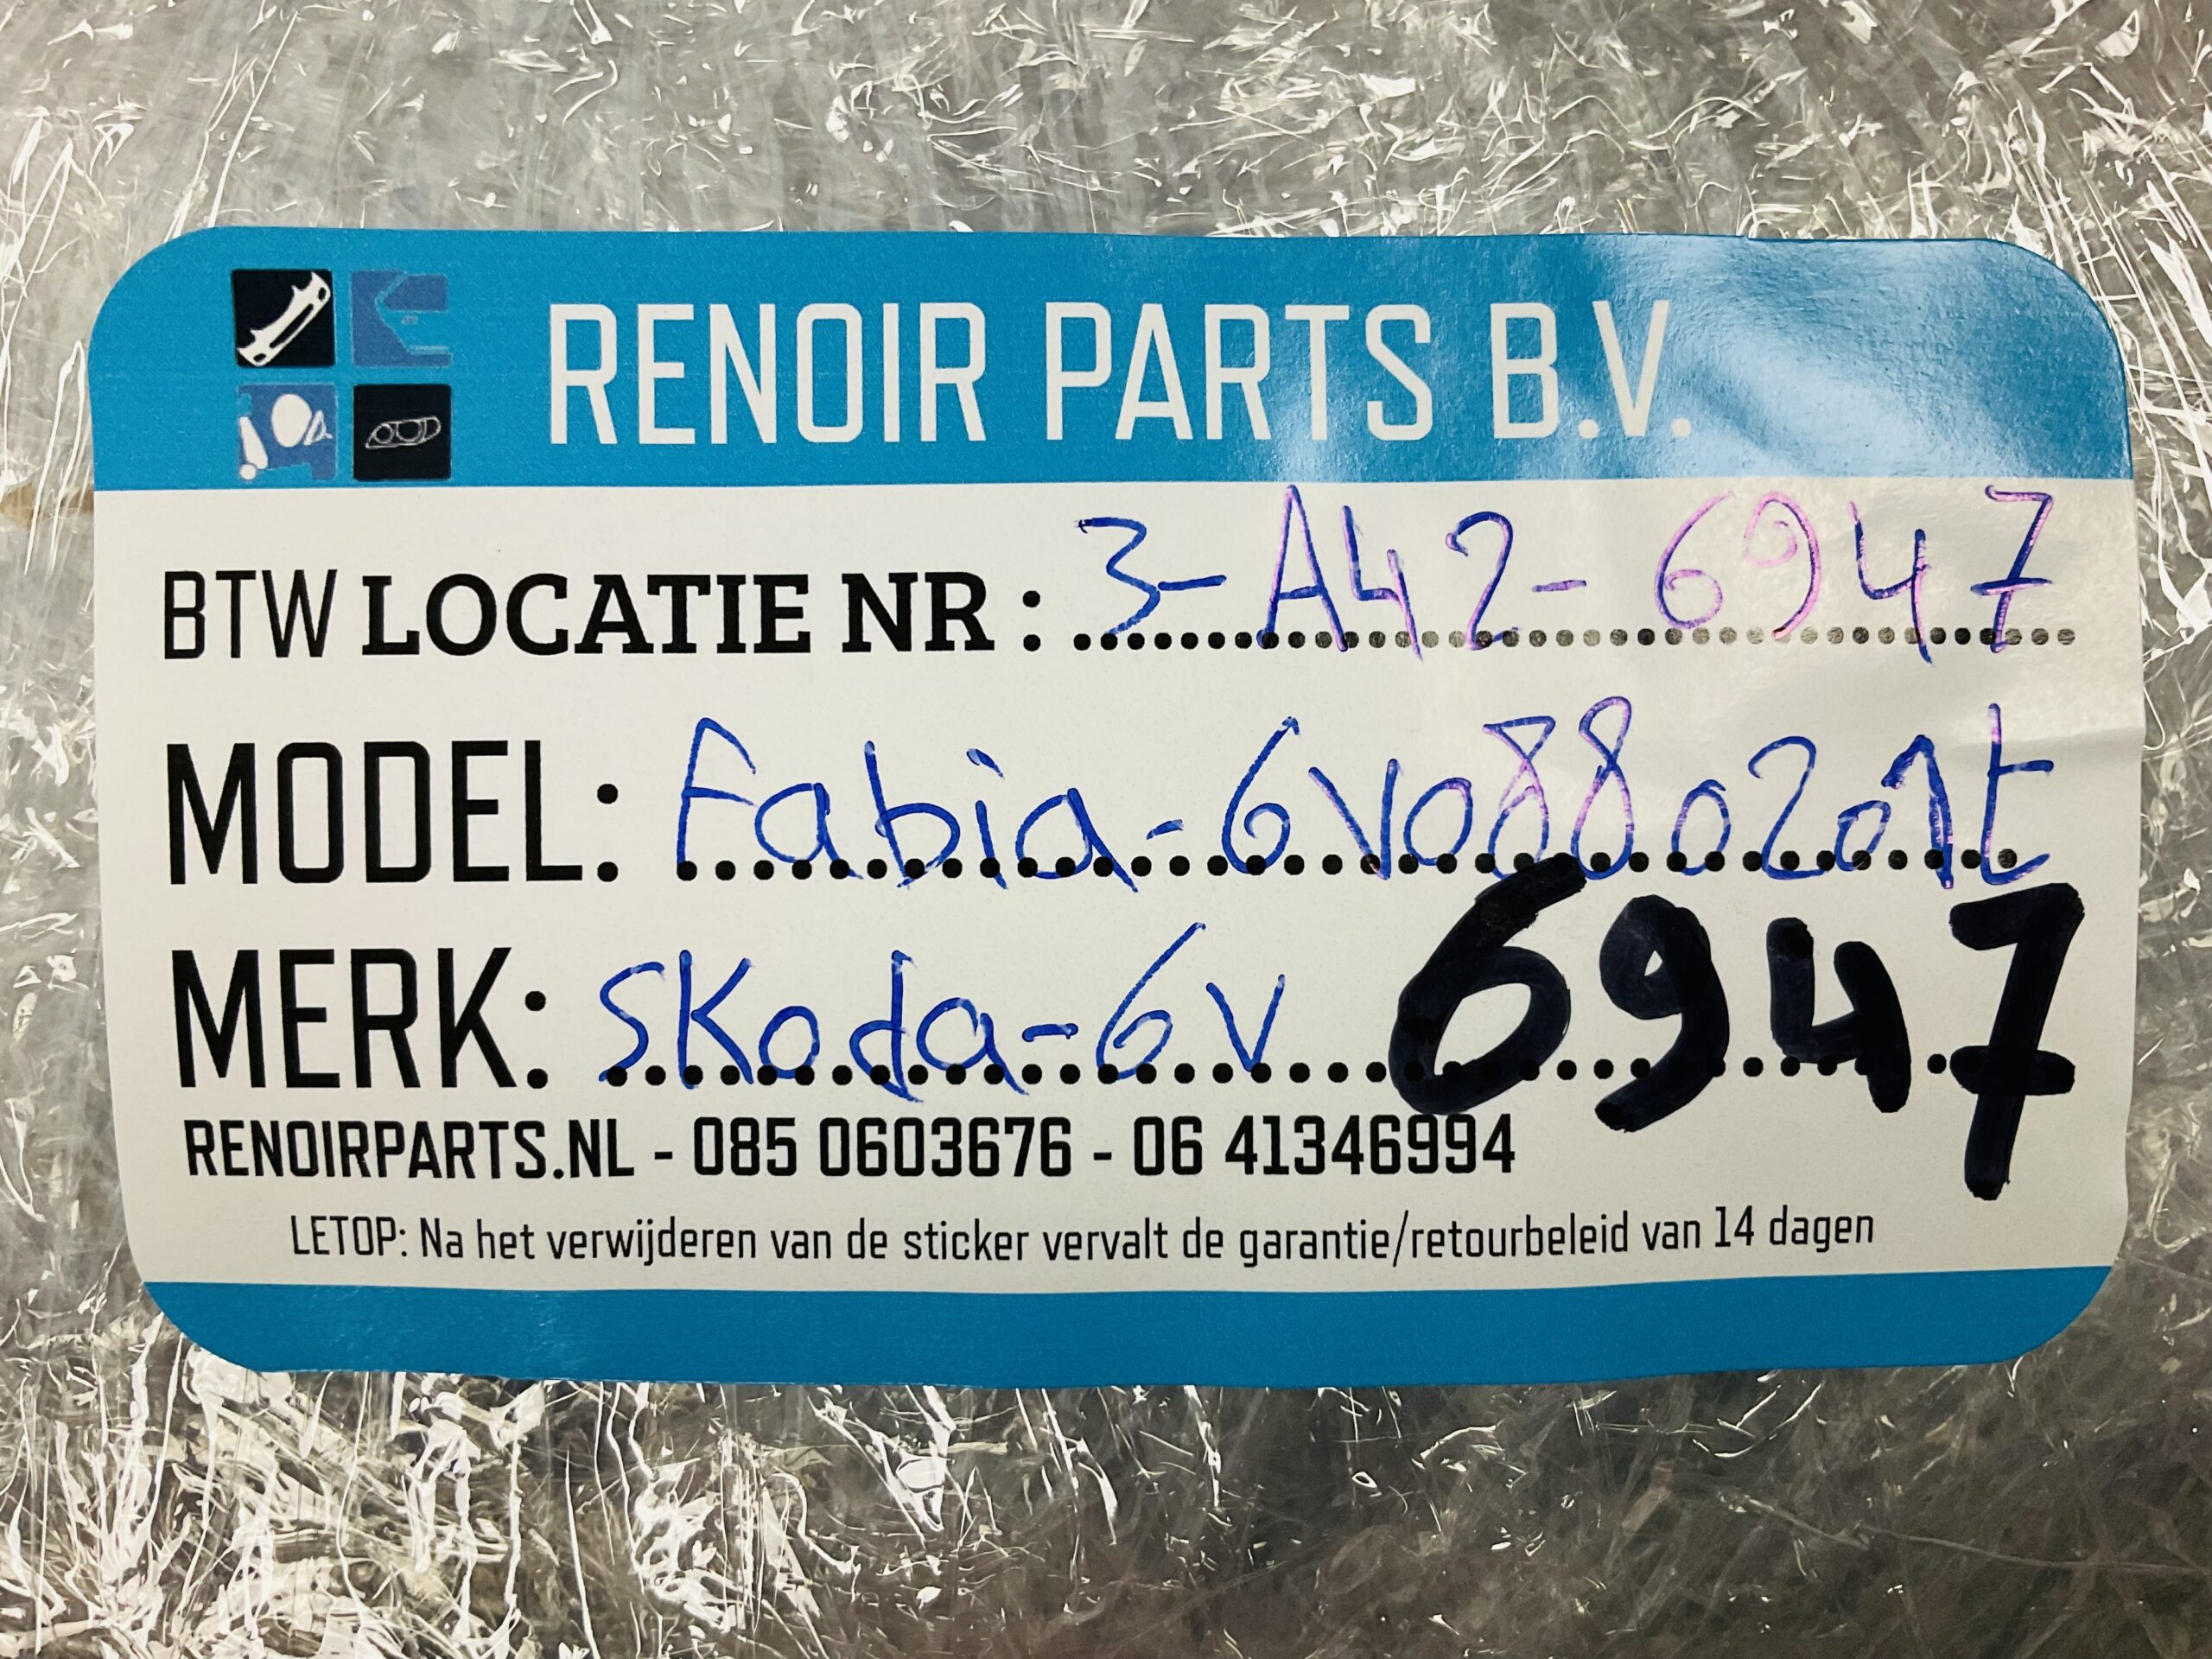 RENOIR PARTS B.V.
BTW LOCATIE NR : 3-A42-6947
MODEL: Fabia-6V0880201t
MERK: Skoda-6V 6947
RENOIRPARTS.NL - 085 0603676 - 06 41346994
LETOP: Na het verwijderen van de sticker vervalt de garantie/retourbeleid van 14 dagen